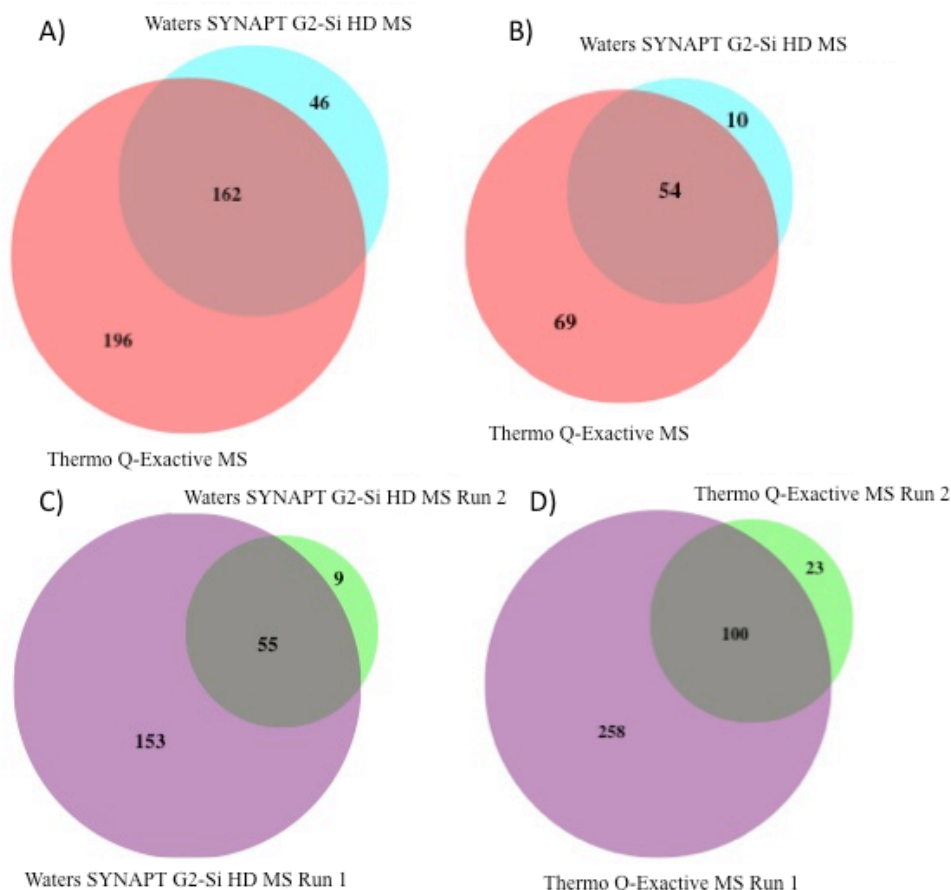 A)
Waters SYNAPT G2-Si HD MS
46
162
196
Thermo Q-Exactive MS
B)
Waters SYNAPT G2-Si HD MS
10
54
69
Thermo Q-Exactive MS
C)
Waters SYNAPT G2-Si HD MS Run 2
9
55
153
Waters SYNAPT G2-Si HD MS Run 1
D)
Thermo Q-Exactive MS Run 2
23
100
258
Thermo Q-Exactive MS Run 1